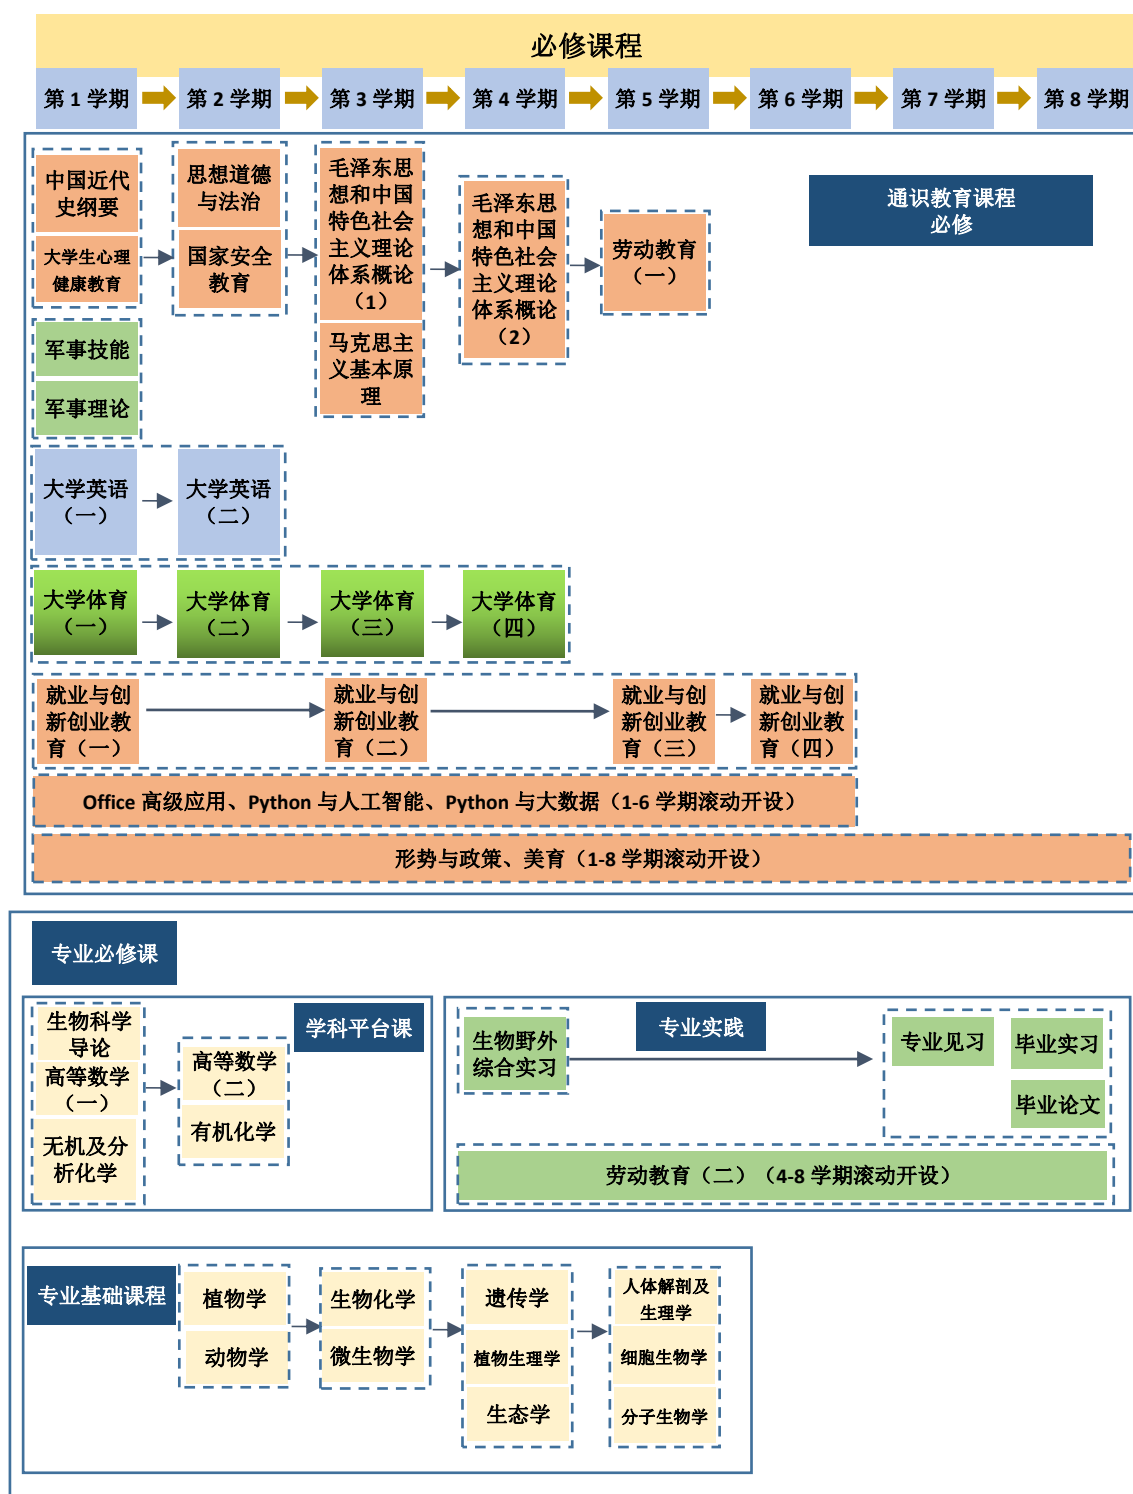 必修课程
第 1 学期
第 2 学期
第 3 学期
第 4 学期
第 5 学期
第 6 学期
第 7 学期
第 8 学期
通识教育课程
必修
中国近代
史纲要
大学生心理
健康教育
思想道德
与法治
国家安全
教育
毛泽东思
想和中国
特色社会
主义理论
体系概论
（1）
马克思主
义基本原
理
毛泽东思
想和中国
特色社会
主义理论
体系概论
（2）
劳动教育
（一）
军事技能
军事理论
大学英语
（一）
大学英语
（二）
大学体育
（一）
大学体育
（二）
大学体育
（三）
大学体育
（四）
就业与创
新创业教
育（一）
就业与创
新创业教
育（二）
就业与创
新创业教
育（三）
就业与创
新创业教
育（四）
Office 高级应用、Python 与人工智能、Python 与大数据（1-6 学期滚动开设）
形势与政策、美育（1-8 学期滚动开设）
专业必修课
学科平台课
生物科学
导论
高等数学
（一）
无机及分
析化学
高等数学
（二）
有机化学
专业实践
生物野外
综合实习
专业见习
毕业实习
毕业论文
劳动教育（二）（4-8 学期滚动开设）
专业基础课程
植物学
动物学
生物化学
微生物学
遗传学
植物生理学
生态学
人体解剖及
生理学
细胞生物学
分子生物学